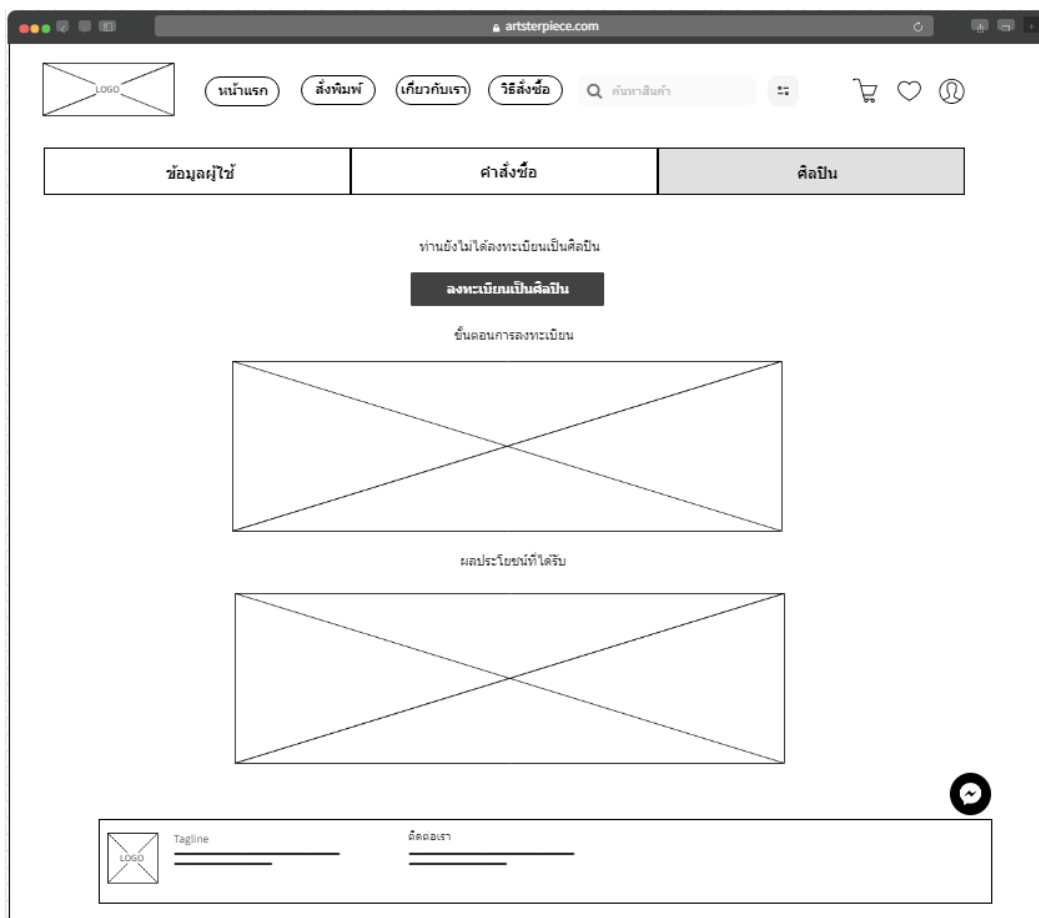 artsterpiece.com
LOGO
หน้าแรก
สั่งพิมพ์
เกี่ยวกับเรา
วิธีสั่งซื้อ
ค้นหาสินค้า
ข้อมูลผู้ใช้
คำสั่งซื้อ
ศิลปิน
ท่านยังไม่ได้ลงทะเบียนเป็นศิลปิน
ลงทะเบียนเป็นศิลปิน
ขั้นตอนการลงทะเบียน
ผลประโยชน์ที่ได้รับ
LOGO
Tagline
ติดต่อเรา